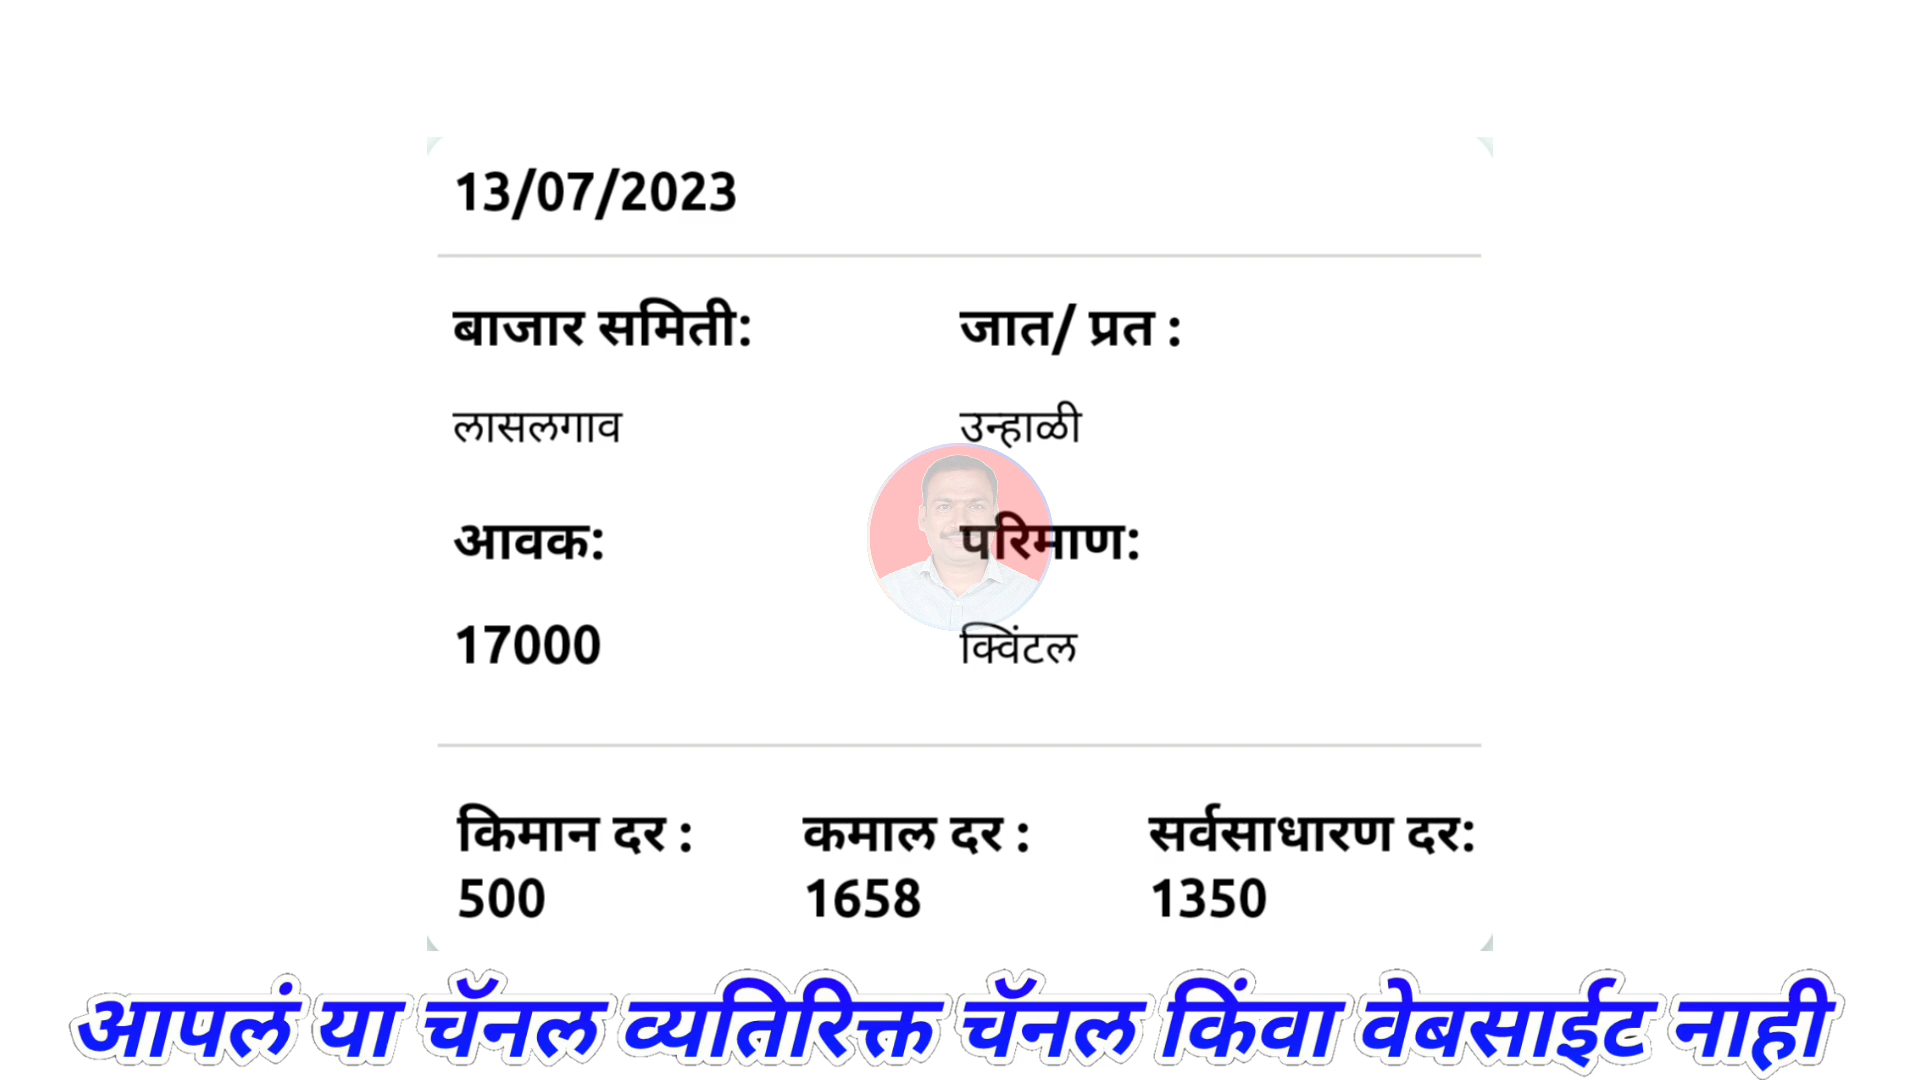 13/07/2023
बाजार समिती: जात/ प्रत :
लासलगाव उन्हाळी
आवक: परिमाण:
17000 क्विंटल
किमान दर : कमाल दर : सर्वसाधारण दर:
500 1658 1350
आपलं या चॅनल व्यतिरिक्त चॅनल किंवा वेबसाईट नाही